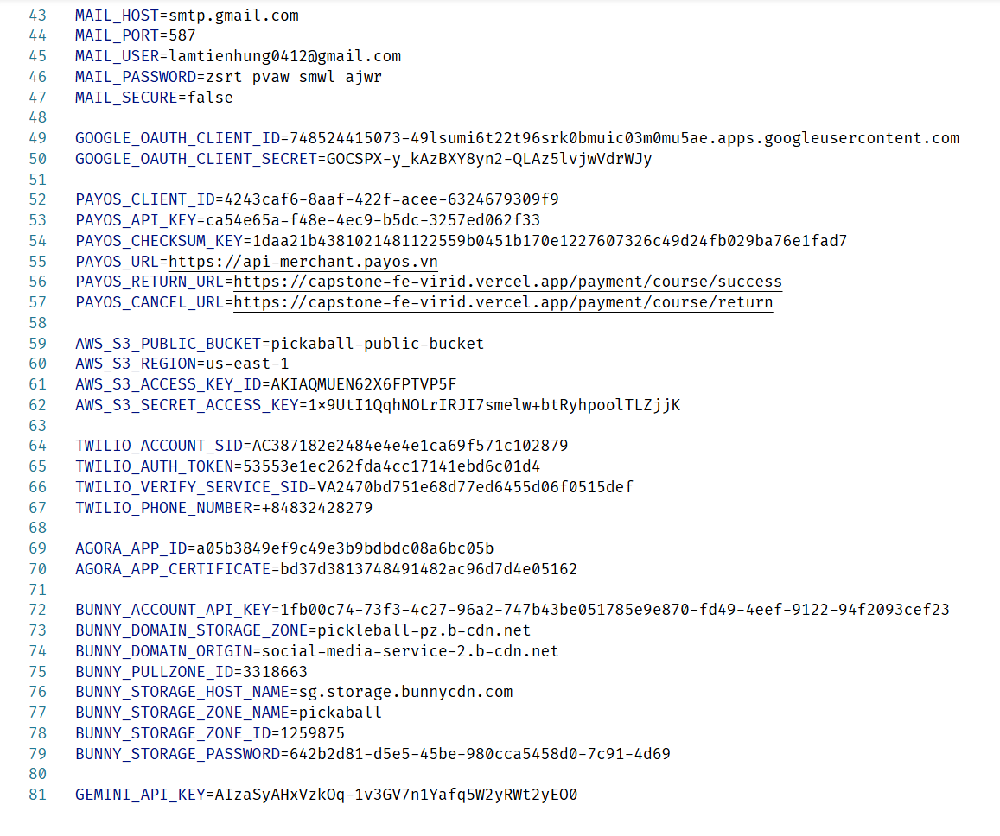 43 MAIL_HOST=smtp.gmail.com
44 MAIL_PORT=587
45 MAIL_USER=lamtienhung0412@gmail.com
46 MAIL_PASSWORD=zsrt pvaw smwl ajwr
47 MAIL_SECURE=false
48
49 GOOGLE_OAUTH_CLIENT_ID=748524415073-49lsumi6t22t96srk0bmuic03m0mu5ae.apps.googleusercontent.com
50 GOOGLE_OAUTH_CLIENT_SECRET=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
51
52 PAYOS_CLIENT_ID=4243caf6-8aaf-422f-acee-6324679309f9
53 PAYOS_API_KEY=ca54e65a-f48e-4ec9-b5dc-3257ed062f33
54 PAYOS_CHECKSUM_KEY=1daa21b4381021481122559b0451b170e1227607326c49d24fb029ba76e1fad7
55 PAYOS_URL=https://api-merchant.payos.vn
56 PAYOS_RETURN_URL=https://capstone-fe-virid.vercel.app/payment/course/success
57 PAYOS_CANCEL_URL=https://capstone-fe-virid.vercel.app/payment/course/return
58
59 AWS_S3_PUBLIC_BUCKET=pickaball-public-bucket
60 AWS_S3_REGION=us-east-1
61 AWS_S3_ACCESS_KEY_ID=AKIAQMUEN62X6FPTVP5F
62 AWS_S3_SECRET_ACCESS_KEY=1×9UtI1QqhNOLrIRJI7smelw+btRyhpoolTLZjjK
63
64 TWILIO_ACCOUNT_SID=AC387182e2484e4e4e1ca69f571c102879
65 TWILIO_AUTH_TOKEN=53553e1ec262fda4cc17141ebd6c01d4
66 TWILIO_VERIFY_SERVICE_SID=VA2470bd751e68d77ed6455d06f0515def
67 TWILIO_PHONE_NUMBER=+84832428279
68
69 AGORA_APP_ID=a05b3849ef9c49e3b9bdbdc08a6bc05b
70 AGORA_APP_CERTIFICATE=bd37d3813748491482ac96d7d4e05162
71
72 BUNNY_ACCOUNT_API_KEY=1fb00c74-73f3-4c27-96a2-747b43be051785e9e870-fd49-4eef-9122-94f2093cef23
73 BUNNY_DOMAIN_STORAGE_ZONE=pickleball-pz.b-cdn.net
74 BUNNY_DOMAIN_ORIGIN=social-media-service-2.b-cdn.net
75 BUNNY_PULLZONE_ID=3318663
76 BUNNY_STORAGE_HOST_NAME=sg.storage.bunnycdn.com
77 BUNNY_STORAGE_ZONE_NAME=pickaball
78 BUNNY_STORAGE_ZONE_ID=1259875
79 BUNNY_STORAGE_PASSWORD=642b2d81-d5e5-45be-980cca5458d0-7c91-4d69
80
81 GEMINI_API_KEY=AIzaSyAHxVzkOq-1v3GV7n1Yafq5W2yRWt2yEO0